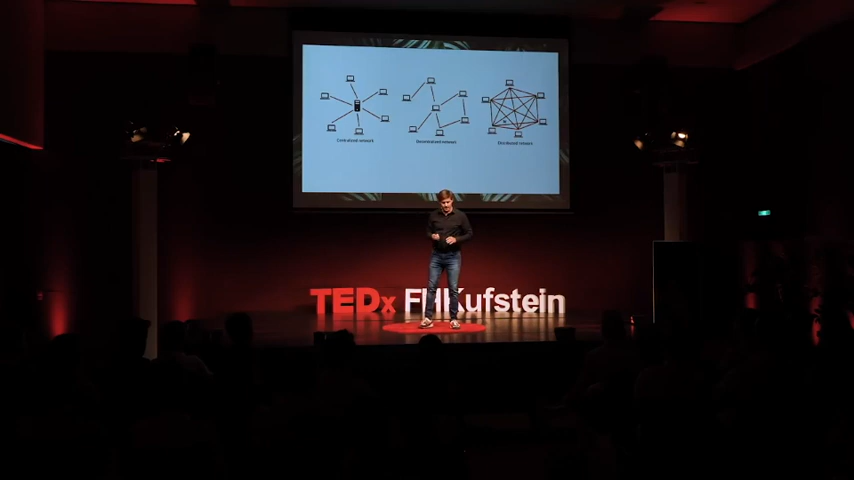 Centralized network
Decentralized network
Distributed network
TEDx FHKufstein